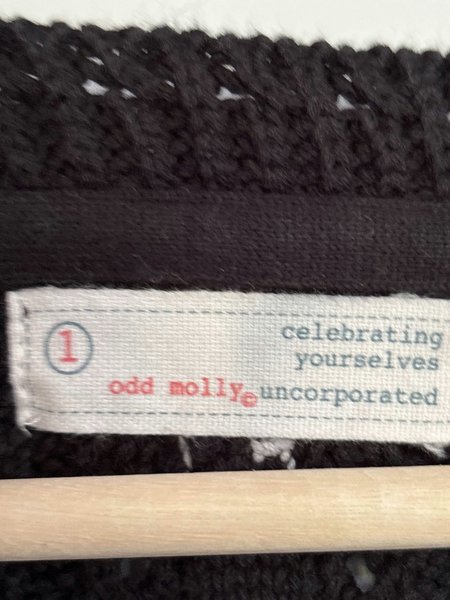 1
celebrating
yourselves
odd mollye uncorporated